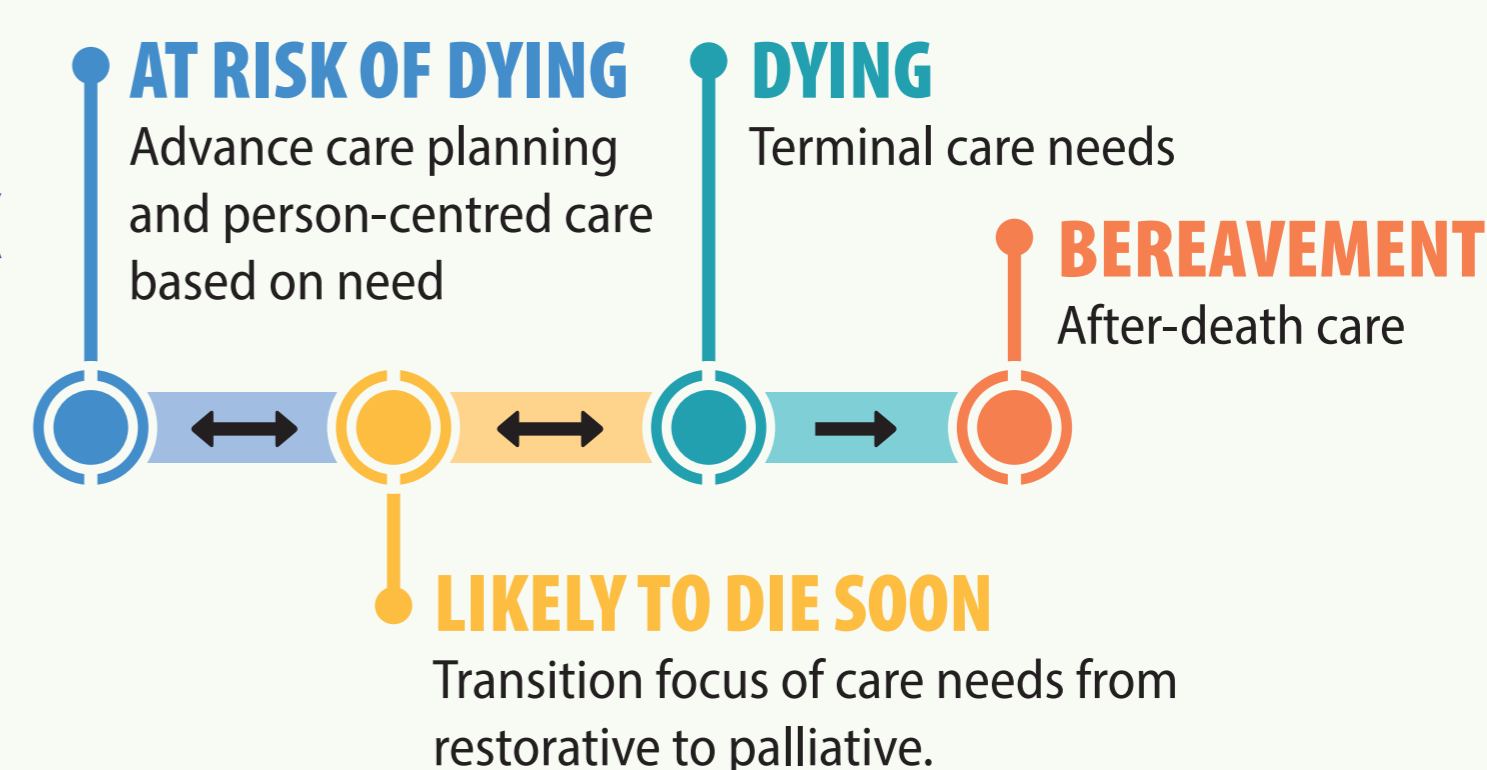 AT RISK OF DYING
Advance care planning
and person-centred care
based on need
DYING
Terminal care needs
BEREAVEMENT
After-death care
LIKELY TO DIE SOON
Transition focus of care needs from
restorative to palliative.